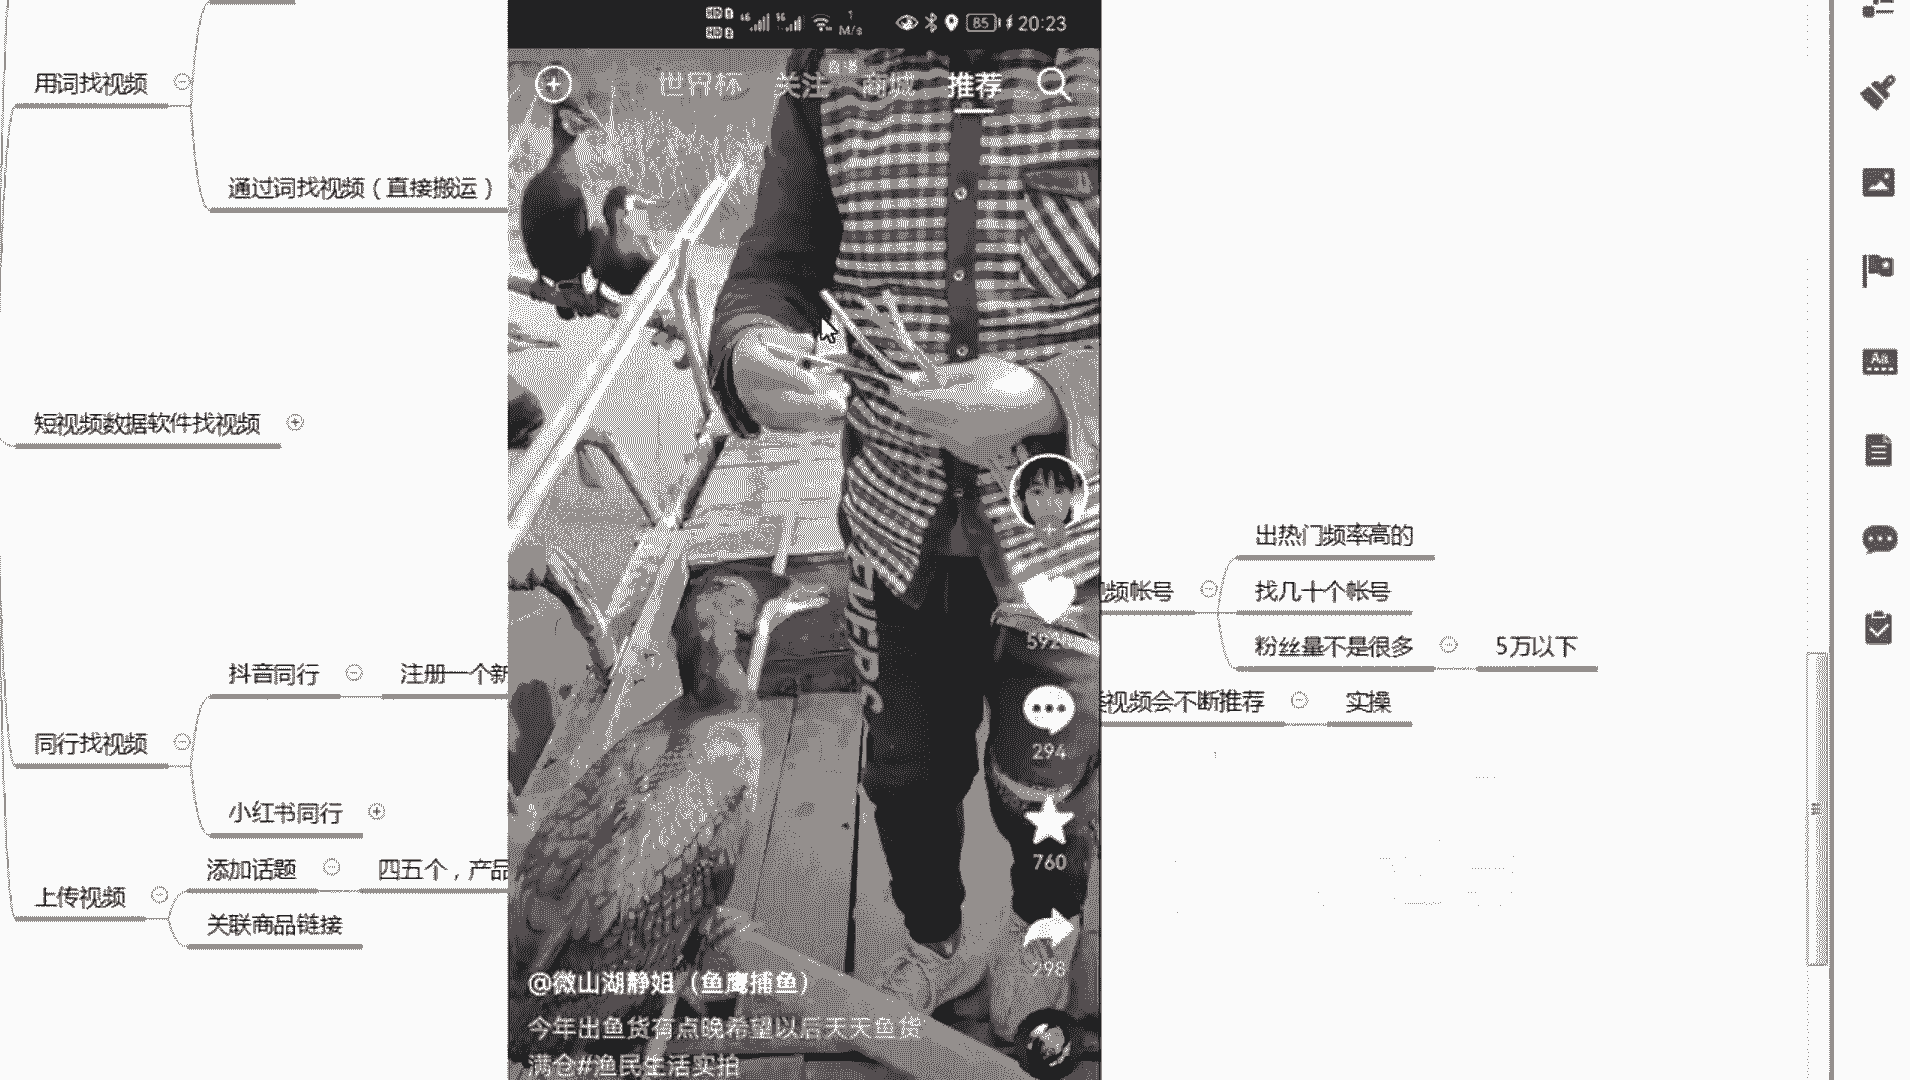 用词找视频
通过词找视频（直接搬运）
短视频数据软件找视频
抖音同行
注册一个新
同行找视频
小红书同行
添加话题
四五个，产品
上传视频
关联商品链接
1
M/s
85
20:23
世界杯
关注
商城
推荐
592
294
760
298
@微山湖静姐（鱼鹰捕鱼）
今年出鱼货有点晚希望以后天天鱼货
满仓#渔民生活实拍
出热门频率高的
视频帐号
找几十个帐号
粉丝量不是很多
5万以下
视频会不断推荐
实操
Aa